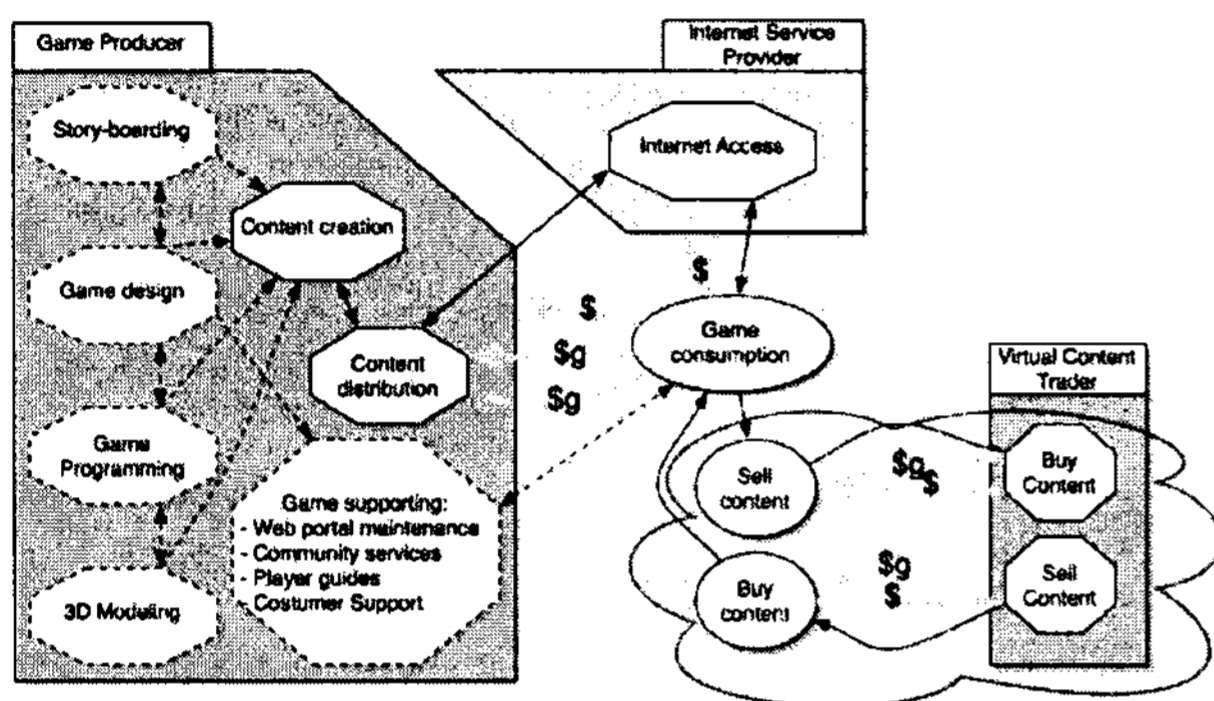 Game Producer
Story-boarding
Content creation
Game design
Content
distribution
Game
Programming
Game supporting:
- Web portal maintenance
- Community services
- Player guides
- Costumer Support
3D Modeling
Internet Service
Provider
Internet Access
$
$
$g
$g
Game
consumption
Sell
content
Buy
content
$g
$
$g
$
Virtual Content
Trader
Buy
Content
Sell
Content